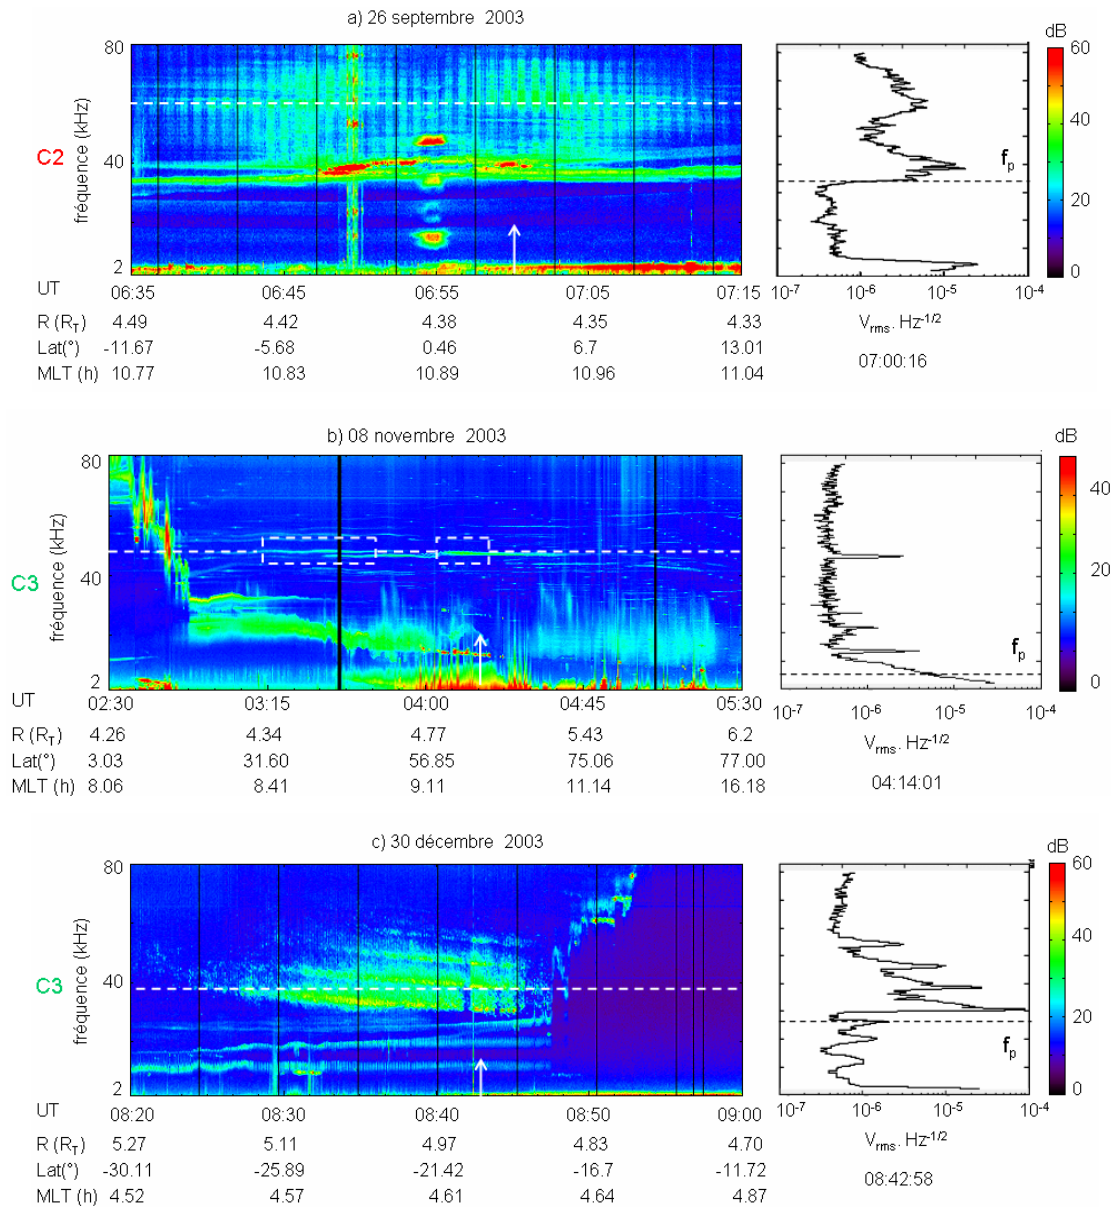 a) 26 septembre 2003
dB
80
60
fp
C2
fréquence (kHz)
40
40
20
2
0
UT
06:35 06:45 06:55 07:05 07:15
10-7 10-6 10-5 10-4
R (RT) 4.49 4.42 4.38 4.35 4.33
Vrms. Hz-1/2
Lat(°) -11.67 -5.68 0.46 6.7 13.01
07:00:16
MLT (h) 10.77 10.83 10.89 10.96 11.04
b) 08 novembre 2003
dB
80
40
C3
fréquence (kHz)
40
20
fp
2
0
UT
02:30 03:15 04:00 04:45 05:30
10-7 10-6 10-5 10-4
R (RT) 4.26 4.34 4.77 5.43 6.2
Vrms. Hz-1/2
Lat(°) 3.03 31.60 56.85 75.06 77.00
MLT (h) 8.06 8.41 9.11 11.14 16.18
04:14:01
c) 30 décembre 2003
dB
80
60
C3
fréquence (kHz)
40
40
20
fp
2
0
UT
08:20 08:30 08:40 08:50 09:00
10-7 10-6 10-5 10-4
R (RT) 5.27 5.11 4.97 4.83 4.70
Vrms. Hz-1/2
Lat(°) -30.11 -25.89 -21.42 -16.7 -11.72
08:42:58
MLT (h) 4.52 4.57 4.61 4.64 4.87